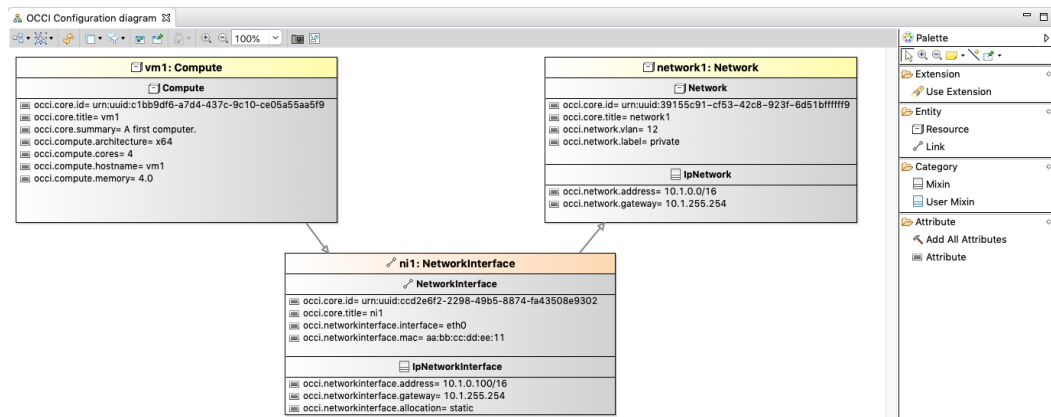 OCCI Configuration diagram
100%
vm1: Compute
Compute
occi.core.id= urn:uuid:c1bb9df6-a7d4-437c-9c10-ce05a55aa5f9
occi.core.title= vm1
occi.core.summary= A first computer.
occi.compute.architecture= x64
occi.compute.cores= 4
occi.compute.hostname= vm1
occi.compute.memory= 4.0
network1: Network
Network
occi.core.id= urn:uuid:39155c91-cf53-42c8-923f-6d51bffffff9
occi.core.title= network1
occi.network.vlan= 12
occi.network.label= private
IpNetwork
occi.network.address= 10.1.0.0/16
occi.network.gateway= 10.1.255.254
ni1: NetworkInterface
NetworkInterface
occi.core.id= urn:uuid:ccd2e6f2-2298-49b5-8874-fa43508e9302
occi.core.title= ni1
occi.networkinterface.interface= eth0
occi.networkinterface.mac= aa:bb:cc:dd:ee:11
IpNetworkInterface
occi.networkinterface.address= 10.1.0.100/16
occi.networkinterface.gateway= 10.1.255.254
occi.networkinterface.allocation= static
Palette
Extension
Use Extension
Entity
Resource
Link
Category
Mixin
User Mixin
Attribute
Add All Attributes
Attribute